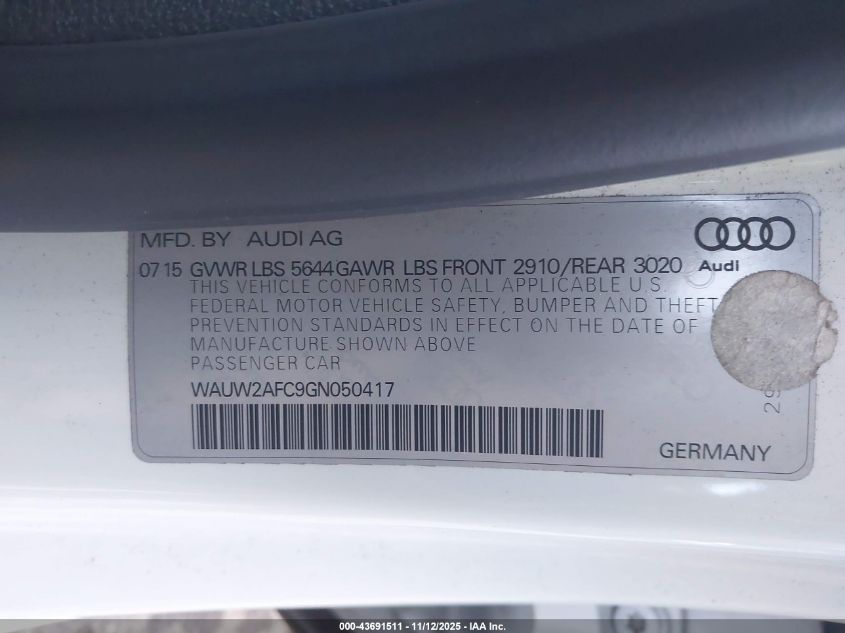 MFD. BY AUDI AG
07 15 GVWR LBS 5644 GAWR LBS FRONT 2910/REAR 3020
Audi
THIS VEHICLE CONFORMS TO ALL APPLICABLE U.S.
FEDERAL MOTOR VEHICLE SAFETY, BUMPER AND THEFT
PREVENTION STANDARDS IN EFFECT ON THE DATE OF
MANUFACTURE SHOWN ABOVE
PASSENGER CAR
WAUW2AFC9GN050417
GERMANY
000-43691511 - 11/12/2025 - IAA Inc.